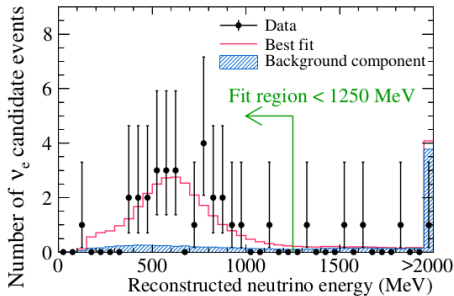 Data
Best fit
Background component
Fit region < 1250 MeV
Number of νe candidate events
8
6
4
2
0
0 500 1000 1500 >2000
Reconstructed neutrino energy (MeV)